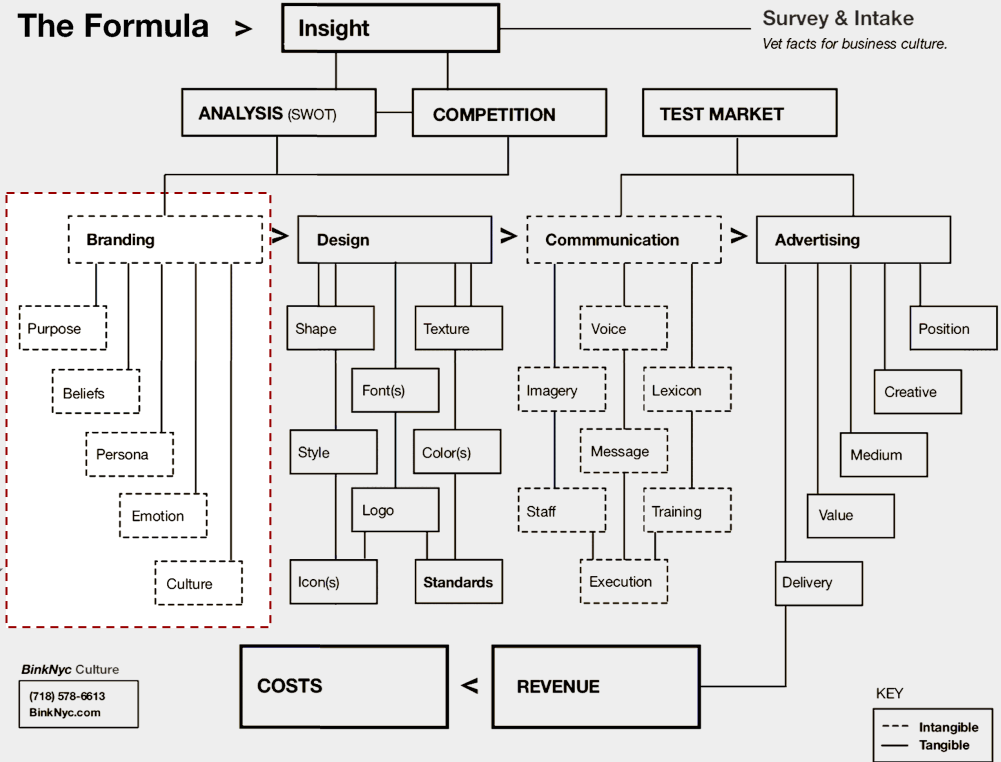 The Formula >
Insight
Survey & Intake
Vet facts for business culture.
ANALYSIS (SWOT)
COMPETITION
TEST MARKET
Branding
>
Design
>
Commmunication
>
Advertising
Purpose
Beliefs
Persona
Emotion
Culture
Shape
Texture
Font(s)
Style
Color(s)
Logo
Icon(s)
Standards
Voice
Imagery
Lexicon
Message
Staff
Training
Execution
Position
Creative
Medium
Value
Delivery
COSTS
<
REVENUE
BinkNyc Culture
(718) 578-6613
BinkNyc.com
KEY
Intangible
Tangible